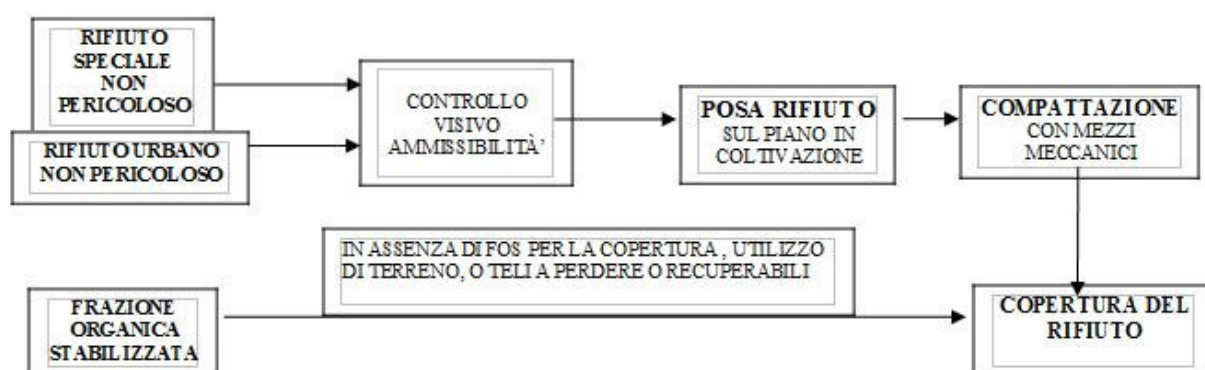 RIFIUTO
SPECIALE
NON
PERICOLOSO
RIFIUTO URBANO
NON PERICOLOSO
CONTROLLO
VISIVO
AMMISSIBILITÀ'
POSA RIFIUTO
SUL PIANO IN
COLTIVAZIONE
COMPATTAZIONE
CON MEZZI
MECCANICI
IN ASSENZA DI FOS PER LA COPERTURA , UTILIZZO
DI TERRENO, O TELI A PERDERE O RECUPERABILI
FRAZIONE
ORGANICA
STABILIZZATA
COPERTURA DEL
RIFIUTO